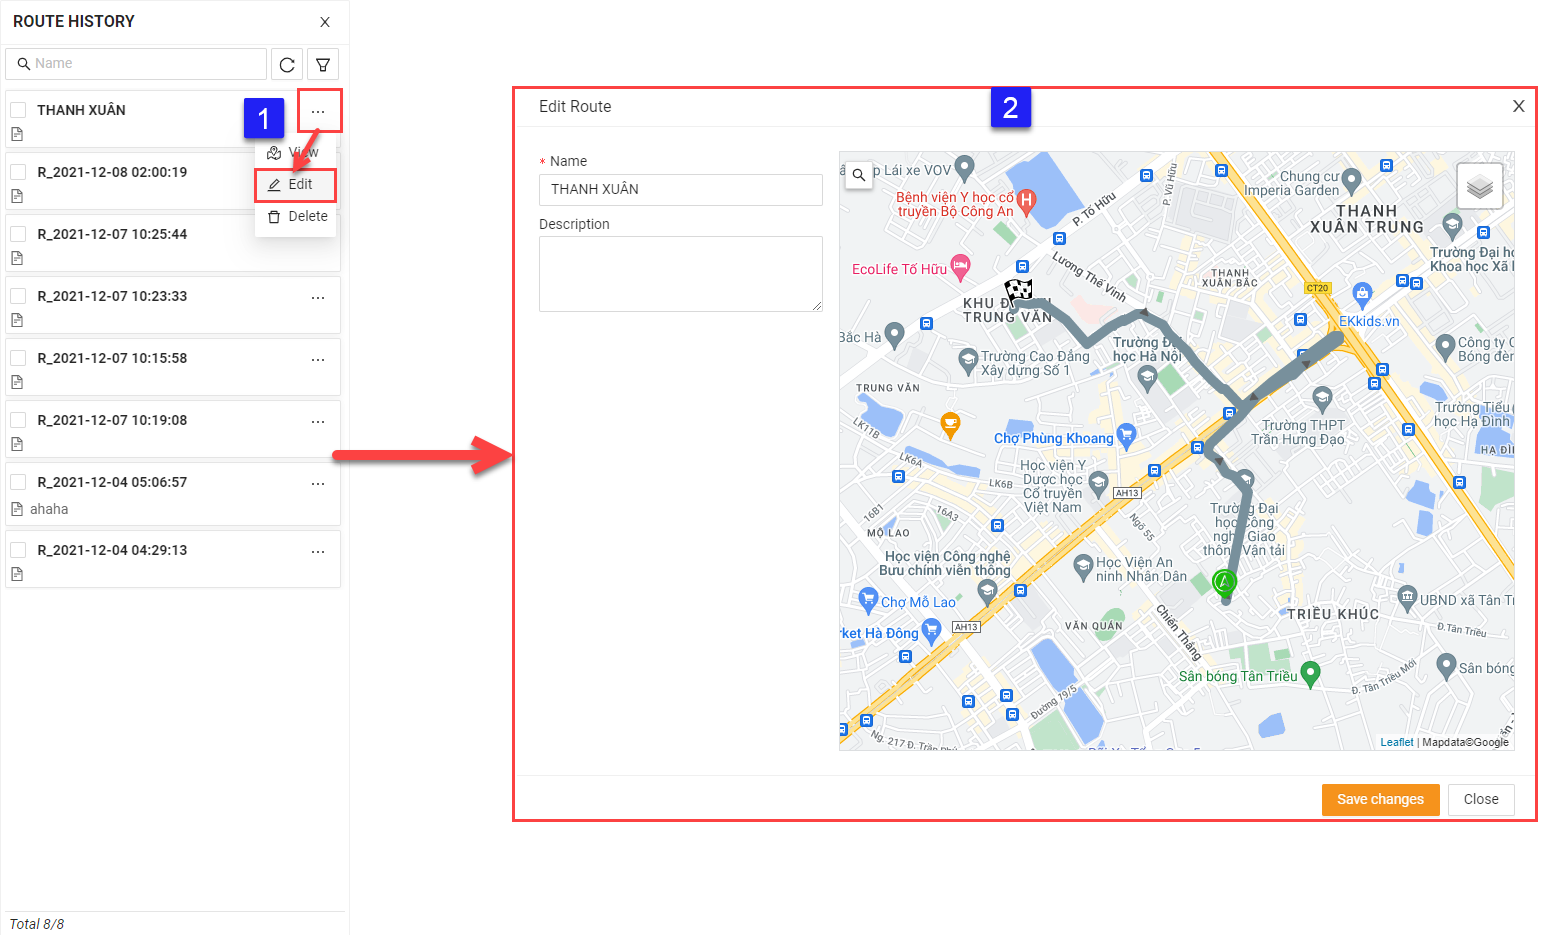 ROUTE HISTORY
X
Name
THANH XUÂN
...
1
View
Edit
Delete
R_2021-12-08 02:00:19
R_2021-12-07 10:25:44
R_2021-12-07 10:23:33
...
R_2021-12-07 10:15:58
...
R_2021-12-07 10:19:08
...
R_2021-12-04 05:06:57
...
ahaha
R_2021-12-04 04:29:13
...
Total 8/8
Edit Route
2
X
* Name
THANH XUÂN
Description
Lái xe VOV
Bệnh viện Y học cổ
truyền Bộ Công An
H
P. Tố Hữu
P. Vũ Hữu
Chung cư
Imperia Garden
THANH
XUÂN TRUNG
Trường Đại họ
Khoa học Xã
EcoLife Tố Hữu
Lương Thế Vinh
THANH
XUÂN BẮC
CT20
EKkids.vn
KHU
TRUNG VĂN
Bắc Hà
Trường Đại
học Hà Nội
Trường Cao Đẳng
Xây dựng Số 1
Công ty
Bóng đèn
TRUNG VĂN
Trường THPT
Trần Hưng Đạo
Trường Tiểu
học Hạ Đình
LK11B
Chợ Phùng Khoang
LK6A
LK6B
HẠ ĐÌ
Học viện Y
Dược học
Cổ truyền
Việt Nam
AH13
16B1
16A3
MỖ LAO
Ngõ 55
Trường Đại
học Công
nghệ Giao
thông Vận tải
Học viện Công nghệ
Bưu chính viễn thông
Học Viện An
ninh Nhân Dân
A
Chợ Mỗ Lao
rket Hà Đông
AH13
VĂN QUÁN
Chiến Thắng
TRIỀU KHÚC
UBND xã Tân Tr
Đ.Tân Triều
Sân bóng Tân Triều
Đ. Tân Triều Mới
Sân bóng
Đường 19/5
Ng. 217 Đ. Trần Phú
Leaflet | Mapdata©Google
Save changes
Close